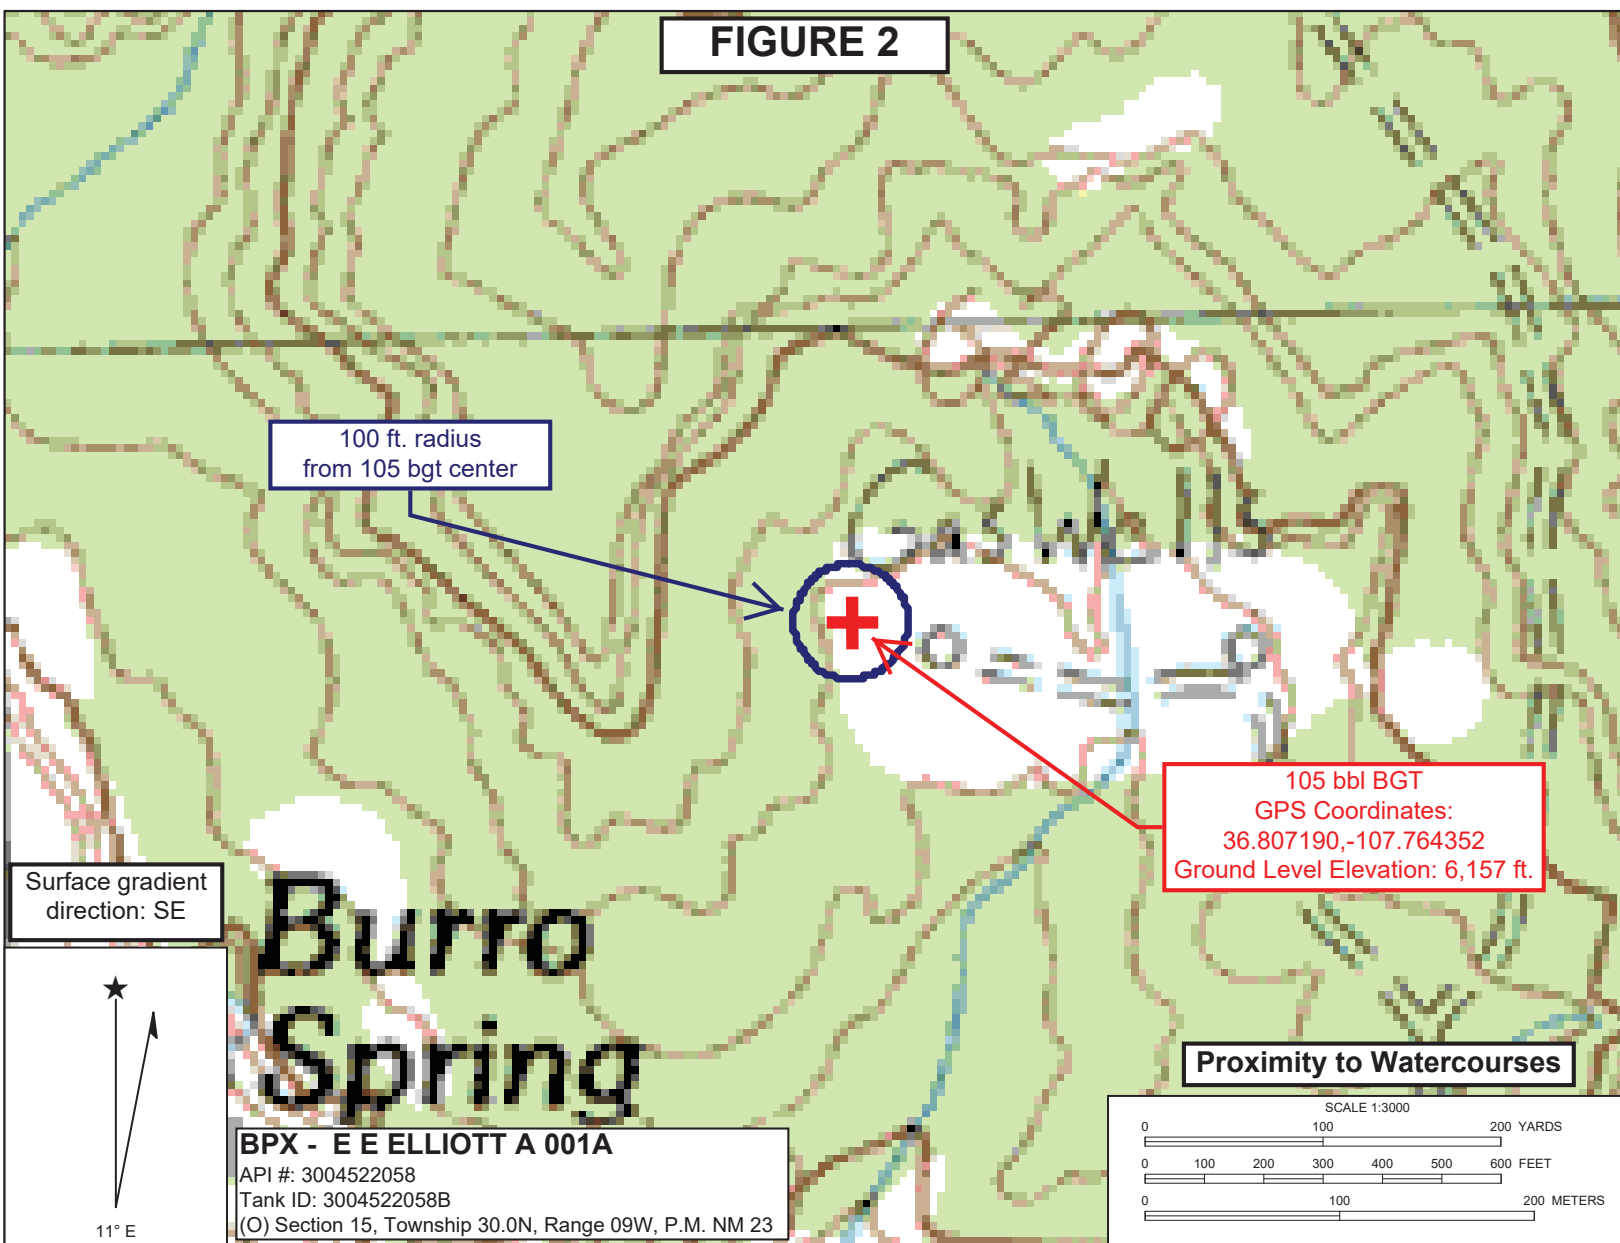 FIGURE 2
100 ft. radius
from 105 bgt center
105 bbl BGT
GPS Coordinates:
36.807190,-107.764352
Ground Level Elevation: 6,157 ft.
Surface gradient
direction: SE
Burro
Spring
11° E
BPX - E E ELLIOTT A 001A
API #: 3004522058
Tank ID: 3004522058B
(O) Section 15, Township 30.0N, Range 09W, P.M. NM 23
Proximity to Watercourses
SCALE 1:3000
0 100 200 YARDS
0 100 200 300 400 500 600 FEET
0 100 200 METERS